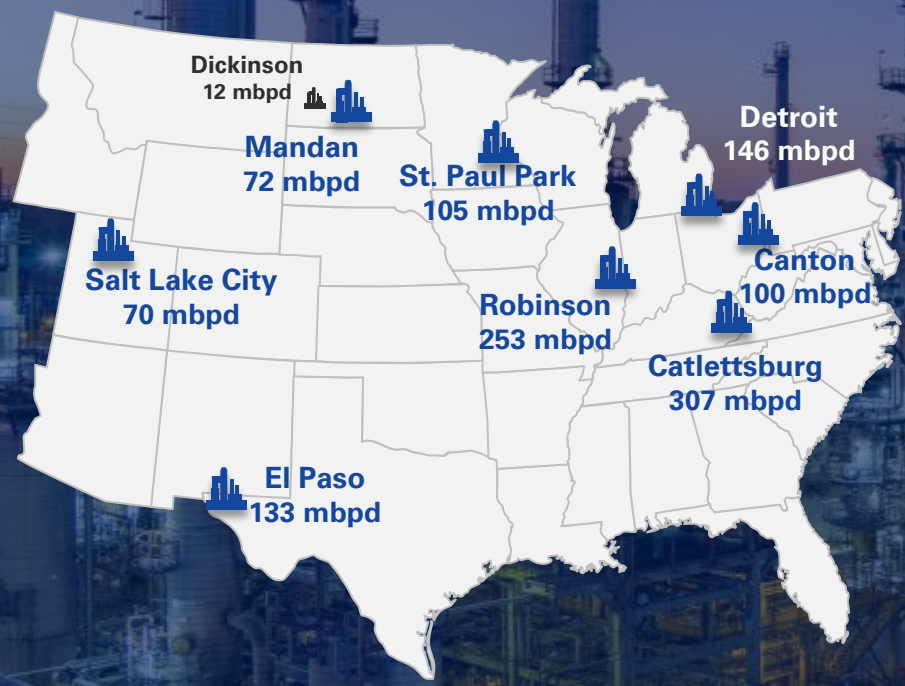 Dickinson
12 mbpd
Mandan
72 mbpd
St. Paul Park
105 mbpd
Detroit
146 mbpd
Salt Lake City
70 mbpd
Robinson
253 mbpd
Canton
100 mbpd
Catlettsburg
307 mbpd
El Paso
133 mbpd